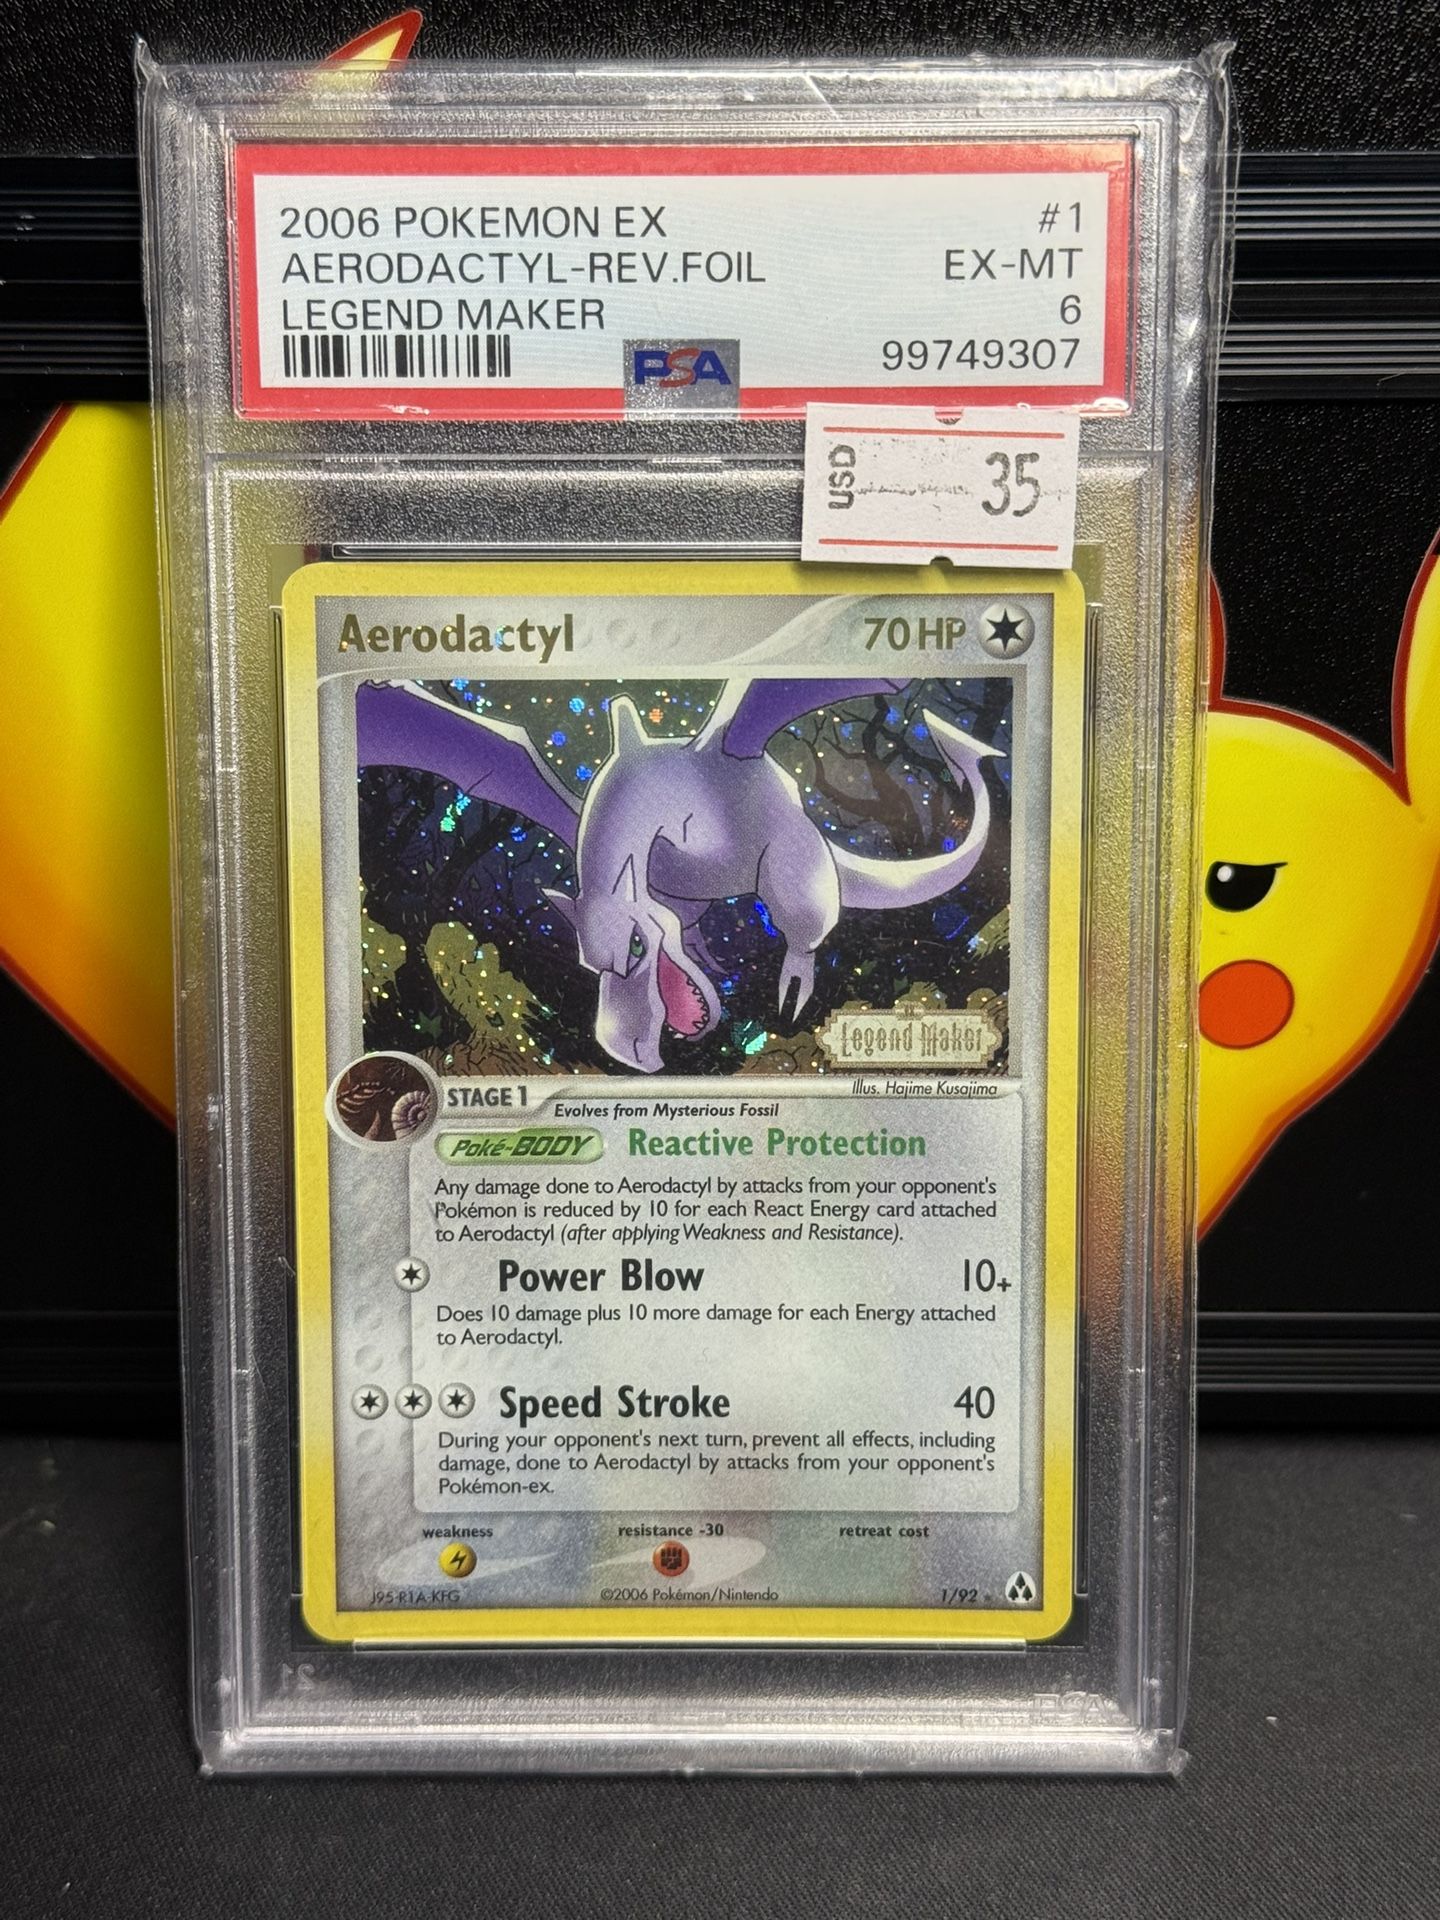 2006 POKEMON EX #1
AERODACTYL-REV.FOIL EX-MT
LEGEND MAKER 6
PSA 99749307
USD 35
Aerodactyl 70 HP
Legend Maker
Illus. Hajime Kusajima
STAGE 1
Evolves from Mysterious Fossil
Poké-BODY Reactive Protection
Any damage done to Aerodactyl by attacks from your opponent's
Pokémon is reduced by 10 for each React Energy card attached
to Aerodactyl (after applying Weakness and Resistance).
Power Blow 10+
Does 10 damage plus 10 more damage for each Energy attached
to Aerodactyl.
Speed Stroke 40
During your opponent's next turn, prevent all effects, including
damage, done to Aerodactyl by attacks from your opponent's
Pokémon-ex.
weakness resistance -30 retreat cost
J95-R1A-KFG ©2006 Pokémon/Nintendo 1/92